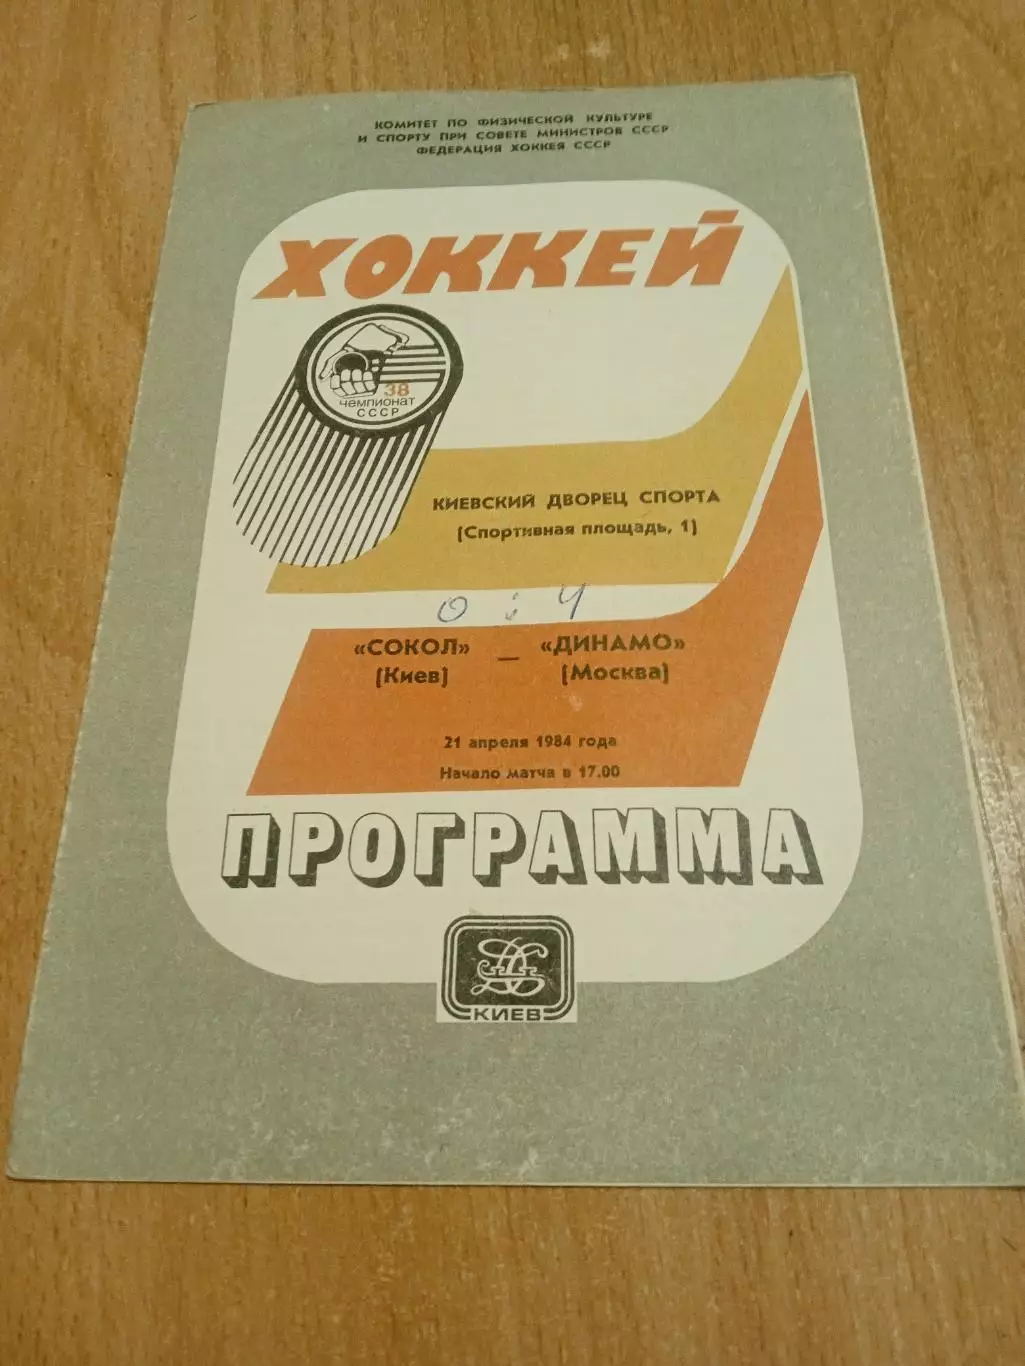 КОМИТЕТ ПО ФИЗИЧЕСКОЙ КУЛЬТУРЕ
И СПОРТУ ПРИ СОВЕТЕ МИНИСТРОВ СССР
ФЕДЕРАЦИЯ ХОККЕЯ СССР
ХОККЕЙ
38
ЧЕМПИОНАТ
СССР
КИЕВСКИЙ ДВОРЕЦ СПОРТА
(Спортивная площадь, 1)
0 : 4
«СОКОЛ» — «ДИНАМО»
(Киев) (Москва)
21 апреля 1984 года
Начало матча в 17.00
ПРОГРАММА
КИЕВ